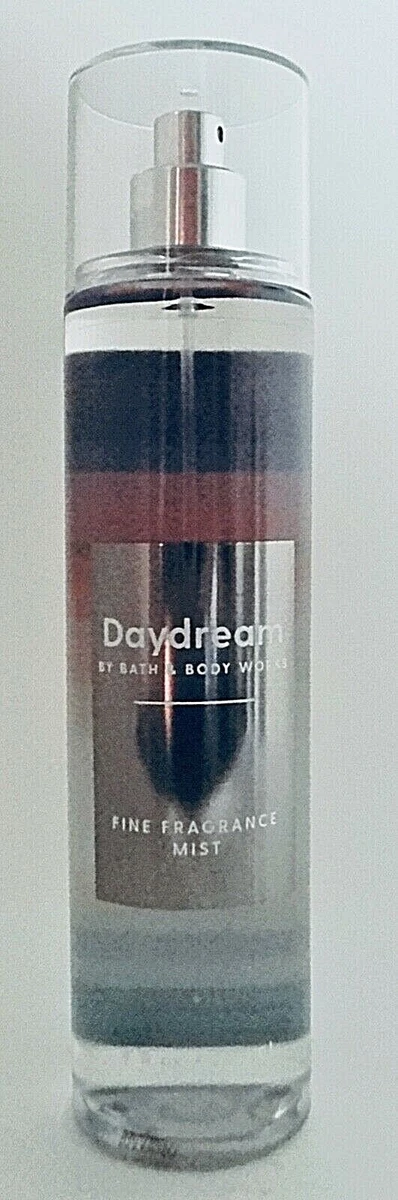 Daydream
BY BATH & BODY WORKS
FINE FRAGRANCE
MIST